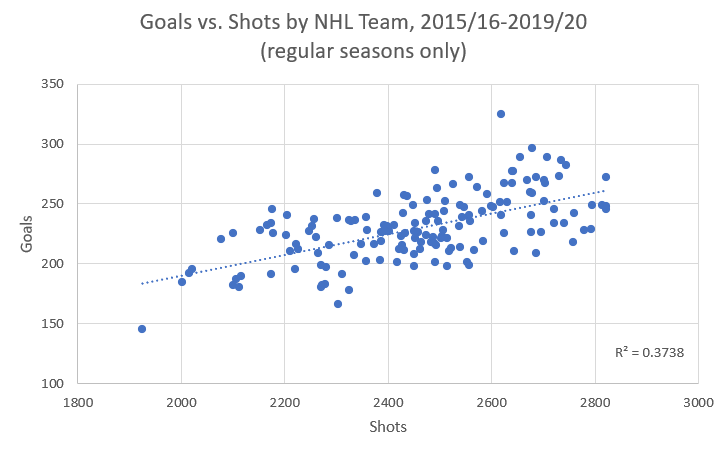 Goals vs. Shots by NHL Team, 2015/16-2019/20
(regular seasons only)
350
300
250
200
150
100
Goals
R² = 0.3738
1800 2000 2200 2400 2600 2800 3000
Shots